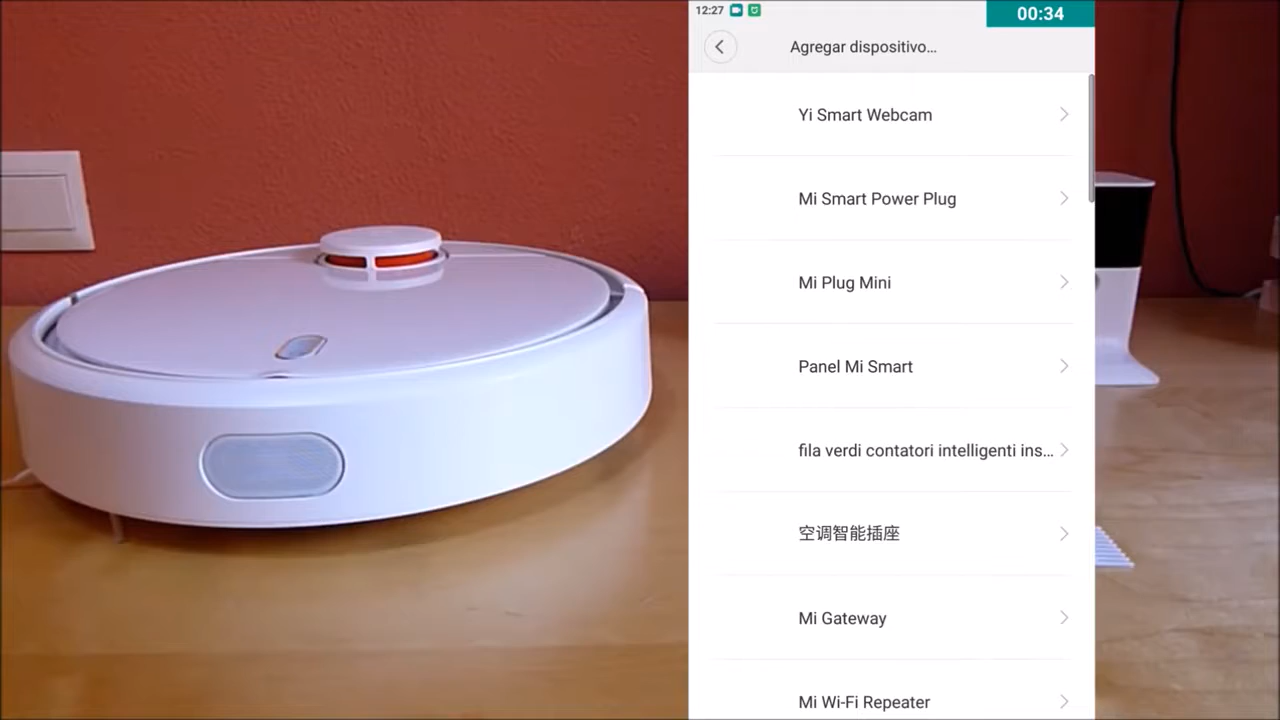 12:27
00:34
Agregar dispositivo…
Yi Smart Webcam
Mi Smart Power Plug
Mi Plug Mini
Panel Mi Smart
fila verdi contatori intelligenti ins…
空调智能插座
Mi Gateway
Mi Wi-Fi Repeater